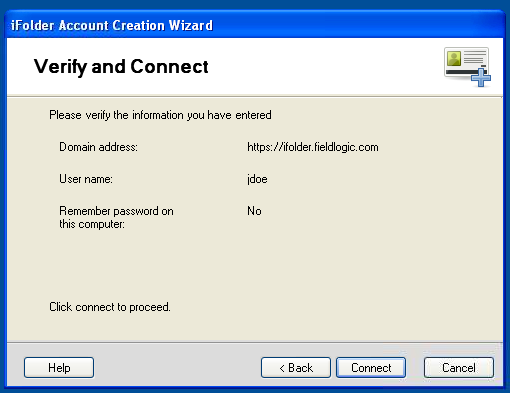 iFolder Account Creation Wizard
Verify and Connect
Please verify the information you have entered
Domain address: https://ifolder.fieldlogic.com
User name: jdoe
Remember password on No
this computer:
Click connect to proceed.
Help < Back Connect Cancel